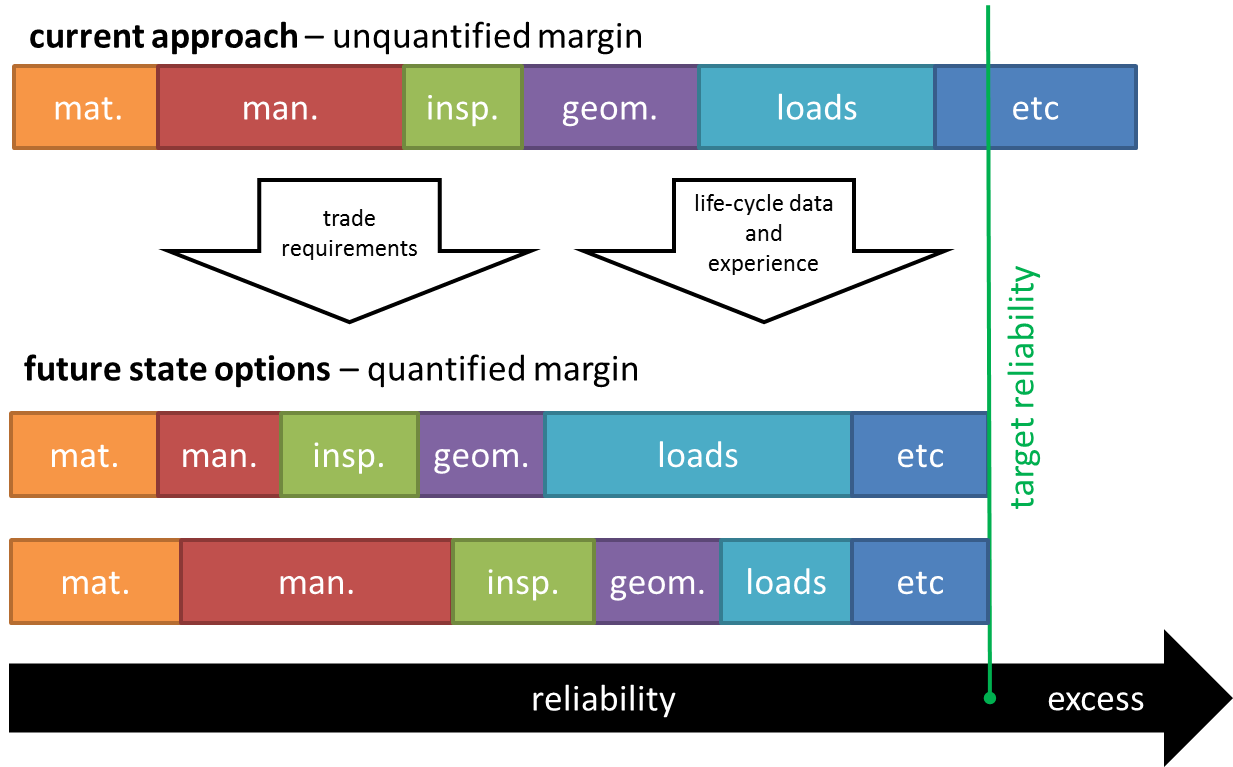 current approach – unquantified margin
mat. man. insp. geom. loads etc
trade
requirements
life-cycle data
and
experience
target reliability
future state options – quantified margin
mat. man. insp. geom. loads etc
mat. man. insp. geom. loads etc
reliability excess